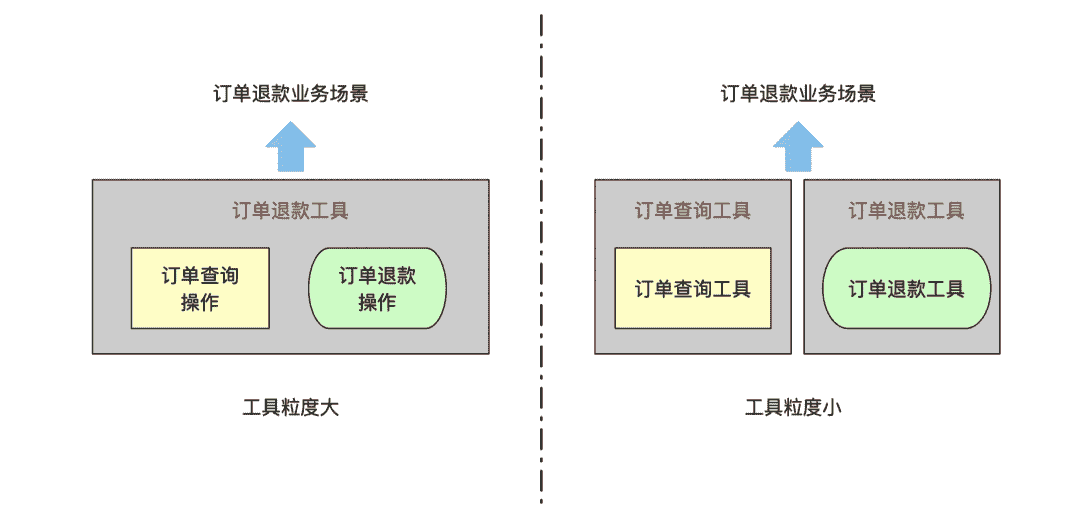 订单退款业务场景
订单退款工具
订单查询
操作
订单退款
操作
工具粒度大
订单退款业务场景
订单查询工具
订单退款工具
订单查询工具
订单退款工具
工具粒度小